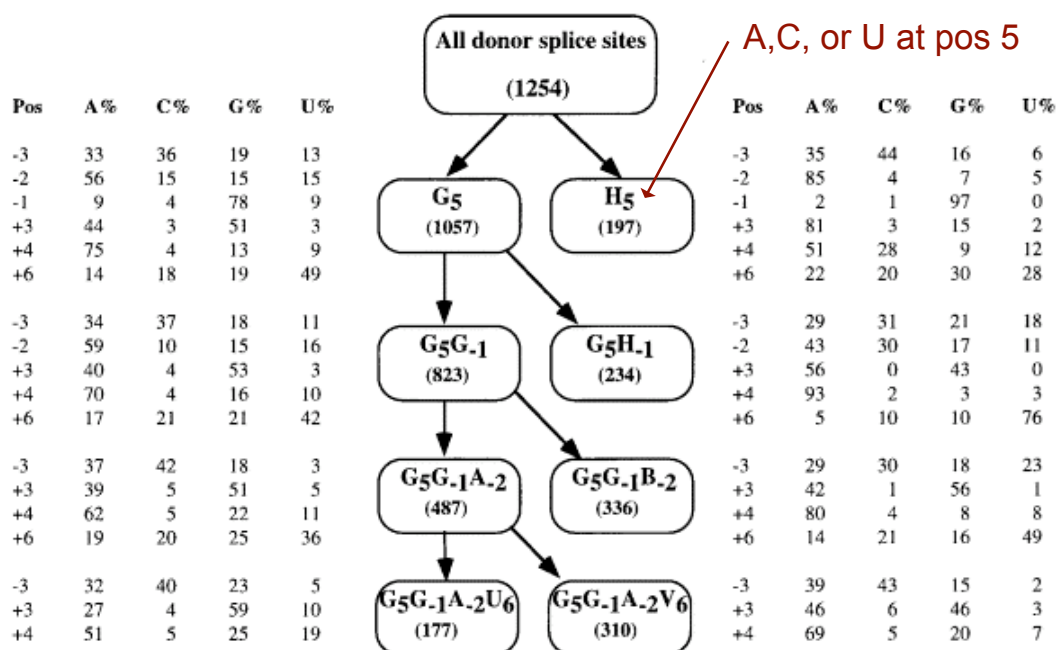 All donor splice sites
(1254)
A,C, or U at pos 5
Pos A% C% G% U%
-3 33 36 19 13
-2 56 15 15 15
-1 9 4 78 9
+3 44 3 51 3
+4 75 4 13 9
+6 14 18 19 49
G5
(1057)
H5
(197)
Pos A% C% G% U%
-3 35 44 16 6
-2 85 4 7 5
-1 2 1 97 0
+3 81 3 15 2
+4 51 28 9 12
+6 22 20 30 28
-3 34 37 18 11
-2 59 10 15 16
+3 40 4 53 3
+4 70 4 16 10
+6 17 21 21 42
G5G-1
(823)
G5H-1
(234)
-3 29 31 21 18
-2 43 30 17 11
+3 56 0 43 0
+4 93 2 3 3
+6 5 10 10 76
-3 37 42 18 3
+3 39 5 51 5
+4 62 5 22 11
+6 19 20 25 36
G5G-1A-2
(487)
G5G-1B-2
(336)
-3 29 30 18 23
+3 42 1 56 1
+4 80 4 8 8
+6 14 21 16 49
-3 32 40 23 5
+3 27 4 59 10
+4 51 5 25 19
G5G-1A-2U6
(177)
G5G-1A-2V6
(310)
-3 39 43 15 2
+3 46 6 46 3
+4 69 5 20 7